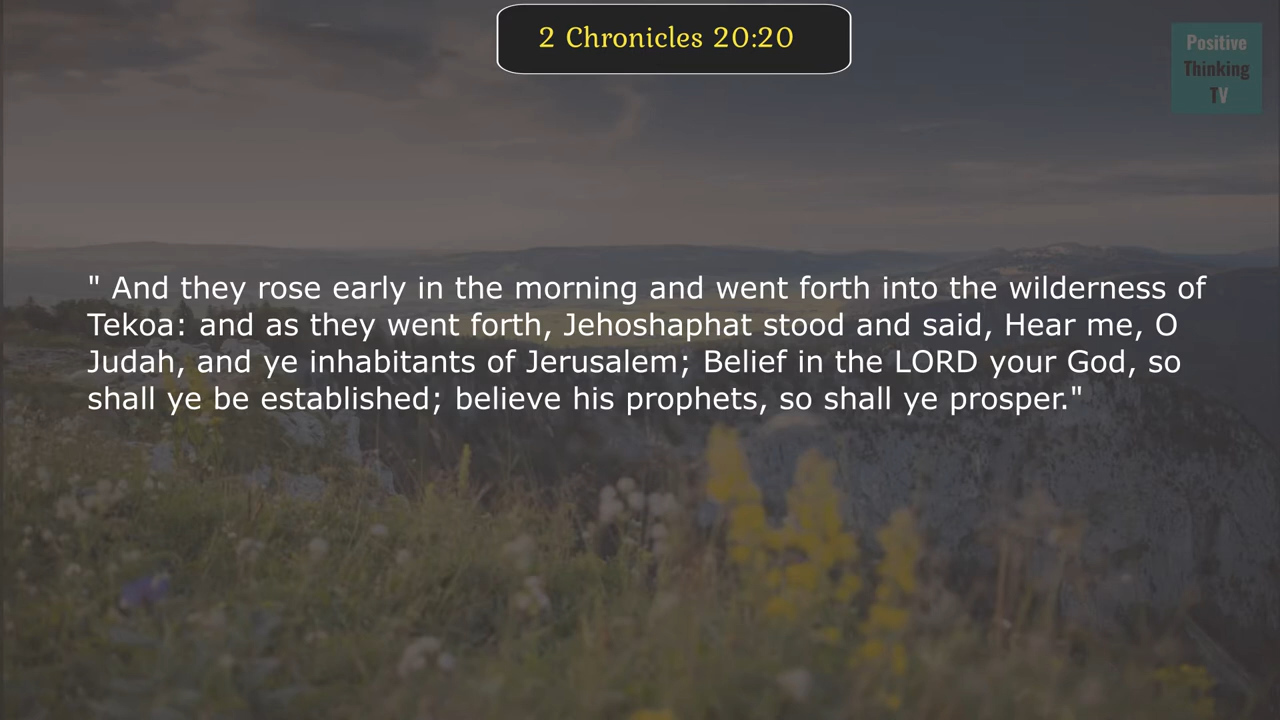 2 Chronicles 20:20
Positive
Thinking
TV
" And they rose early in the morning and went forth into the wilderness of
Tekoa: and as they went forth, Jehoshaphat stood and said, Hear me, O
Judah, and ye inhabitants of Jerusalem; Belief in the LORD your God, so
shall ye be established; believe his prophets, so shall ye prosper."